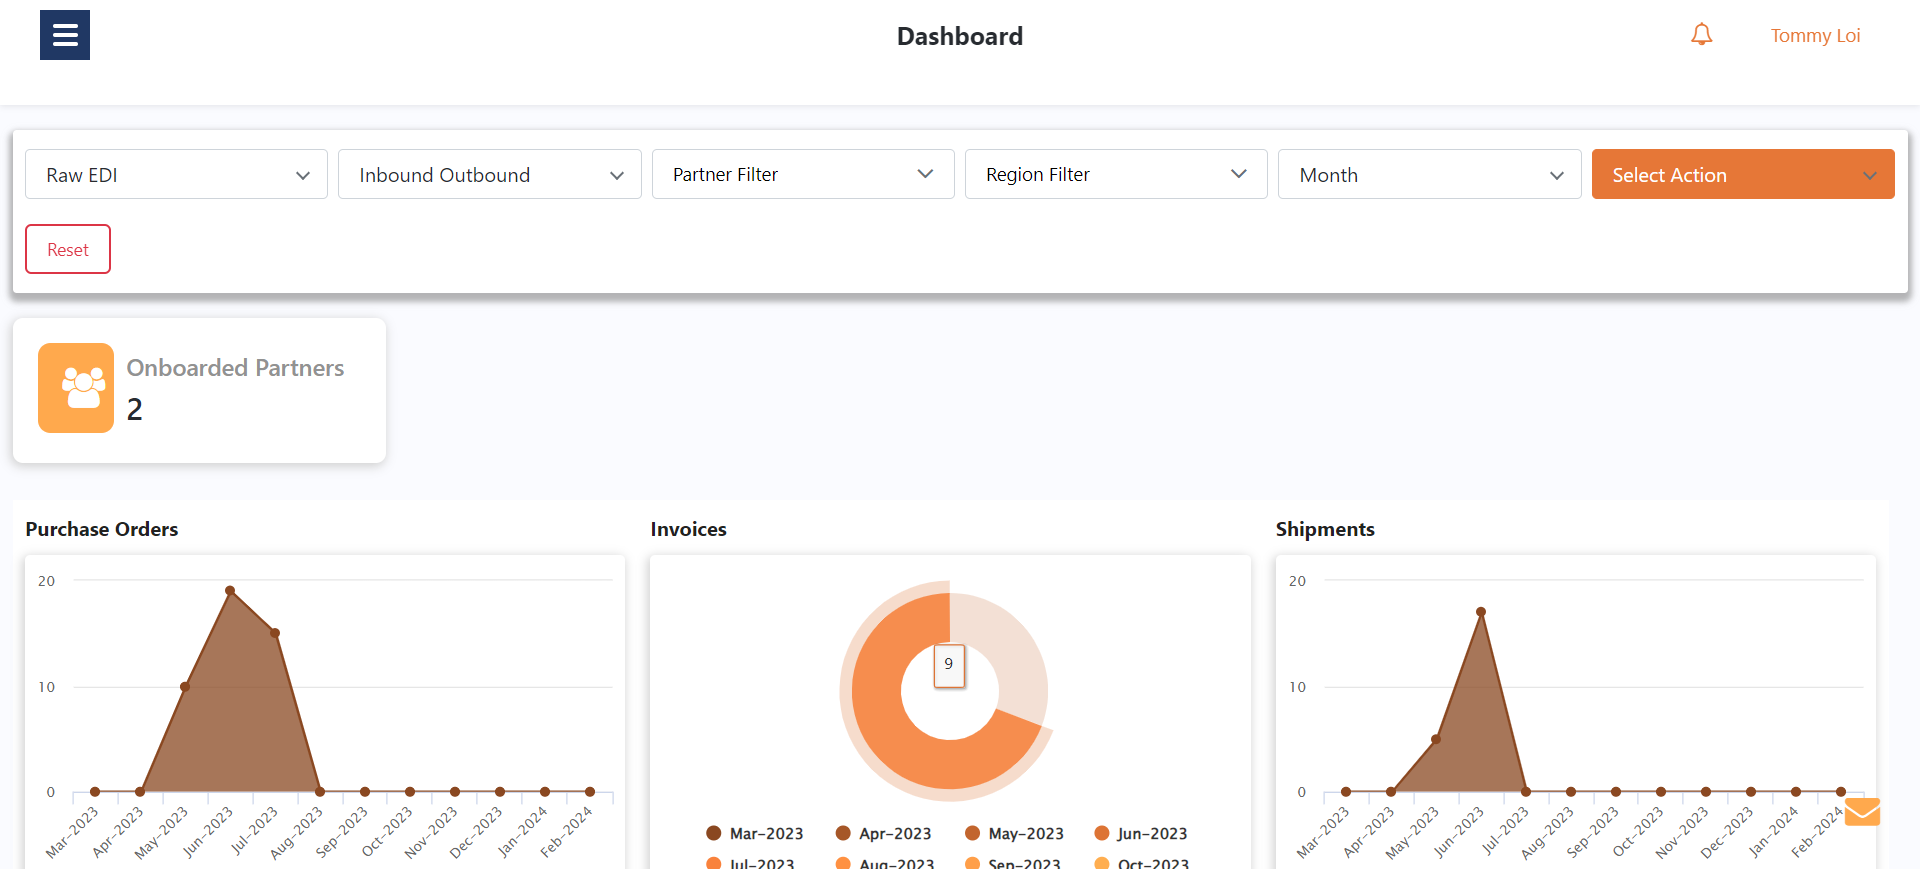 Dashboard
Tommy Loi
Raw EDI
Inbound Outbound
Partner Filter
Region Filter
Month
Select Action
Reset
Onboarded Partners
2
Purchase Orders
20
10
0
Mar-2023
Apr-2023
May-2023
Jun-2023
Jul-2023
Aug-2023
Sep-2023
Oct-2023
Nov-2023
Dec-2023
Jan-2024
Feb-2024
Invoices
9
Mar-2023
Apr-2023
May-2023
Jun-2023
Jul-2023
Aug-2023
Sep-2023
Oct-2023
Shipments
20
10
0
Mar-2023
Apr-2023
May-2023
Jun-2023
Jul-2023
Aug-2023
Sep-2023
Oct-2023
Nov-2023
Dec-2023
Jan-2024
Feb-2024